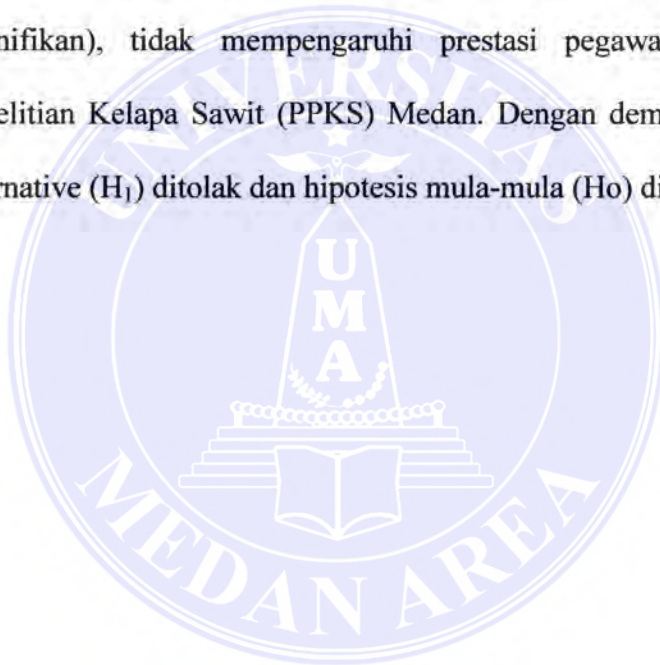 nifikan), tidak mempengaruhi prestasi pegawa
elitian Kelapa Sawit (PPKS) Medan. Dengan dem
rnative (H₁) ditolak dan hipotesis mula-mula (Ho) di
UNIVERSITAS
U
M
A
MEDAN AREA